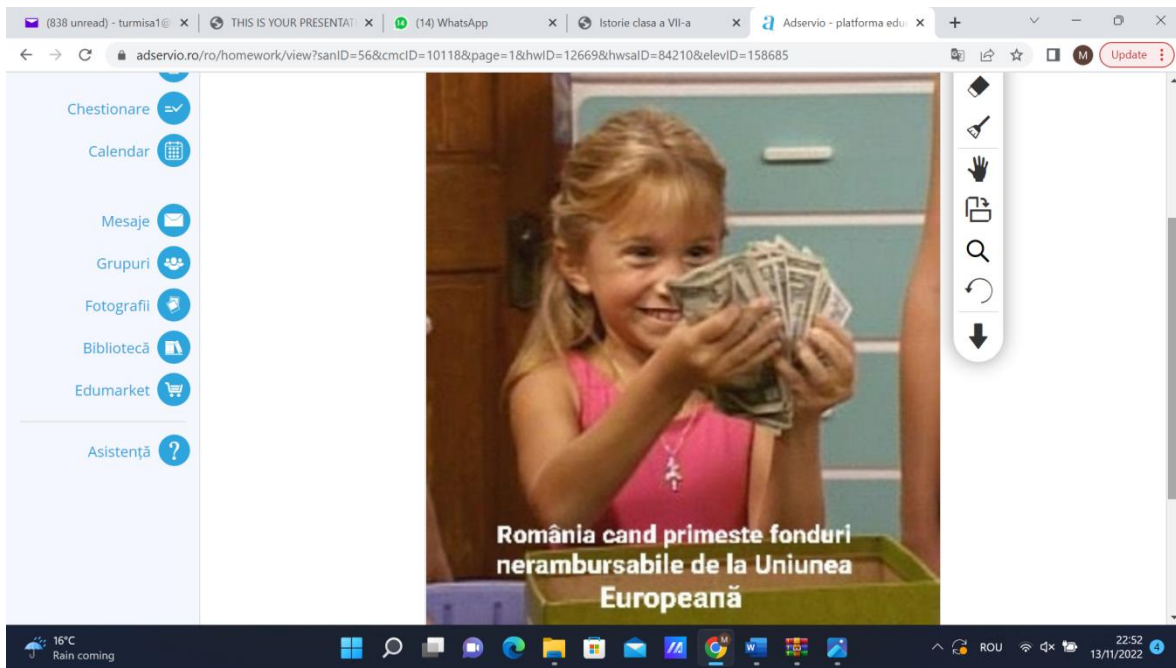 (838 unread) - turmisa1@
THIS IS YOUR PRESENTAT
(14) WhatsApp
Istorie clasa a VII-a
Adservio - platforma edu
adservio.ro/ro/homework/view?sanID=56&cmcID=10118&page=1&hwID=12669&hwsaID=84210&elevID=158685
M
Update
Chestionare
Calendar
Mesaje
Grupuri
Fotografii
Bibliotecă
Edumarket
Asistență
România cand primeste fonduri
nerambursabile de la Uniunea
Europeană
16°C
Rain coming
ROU
22:52
13/11/2022
4